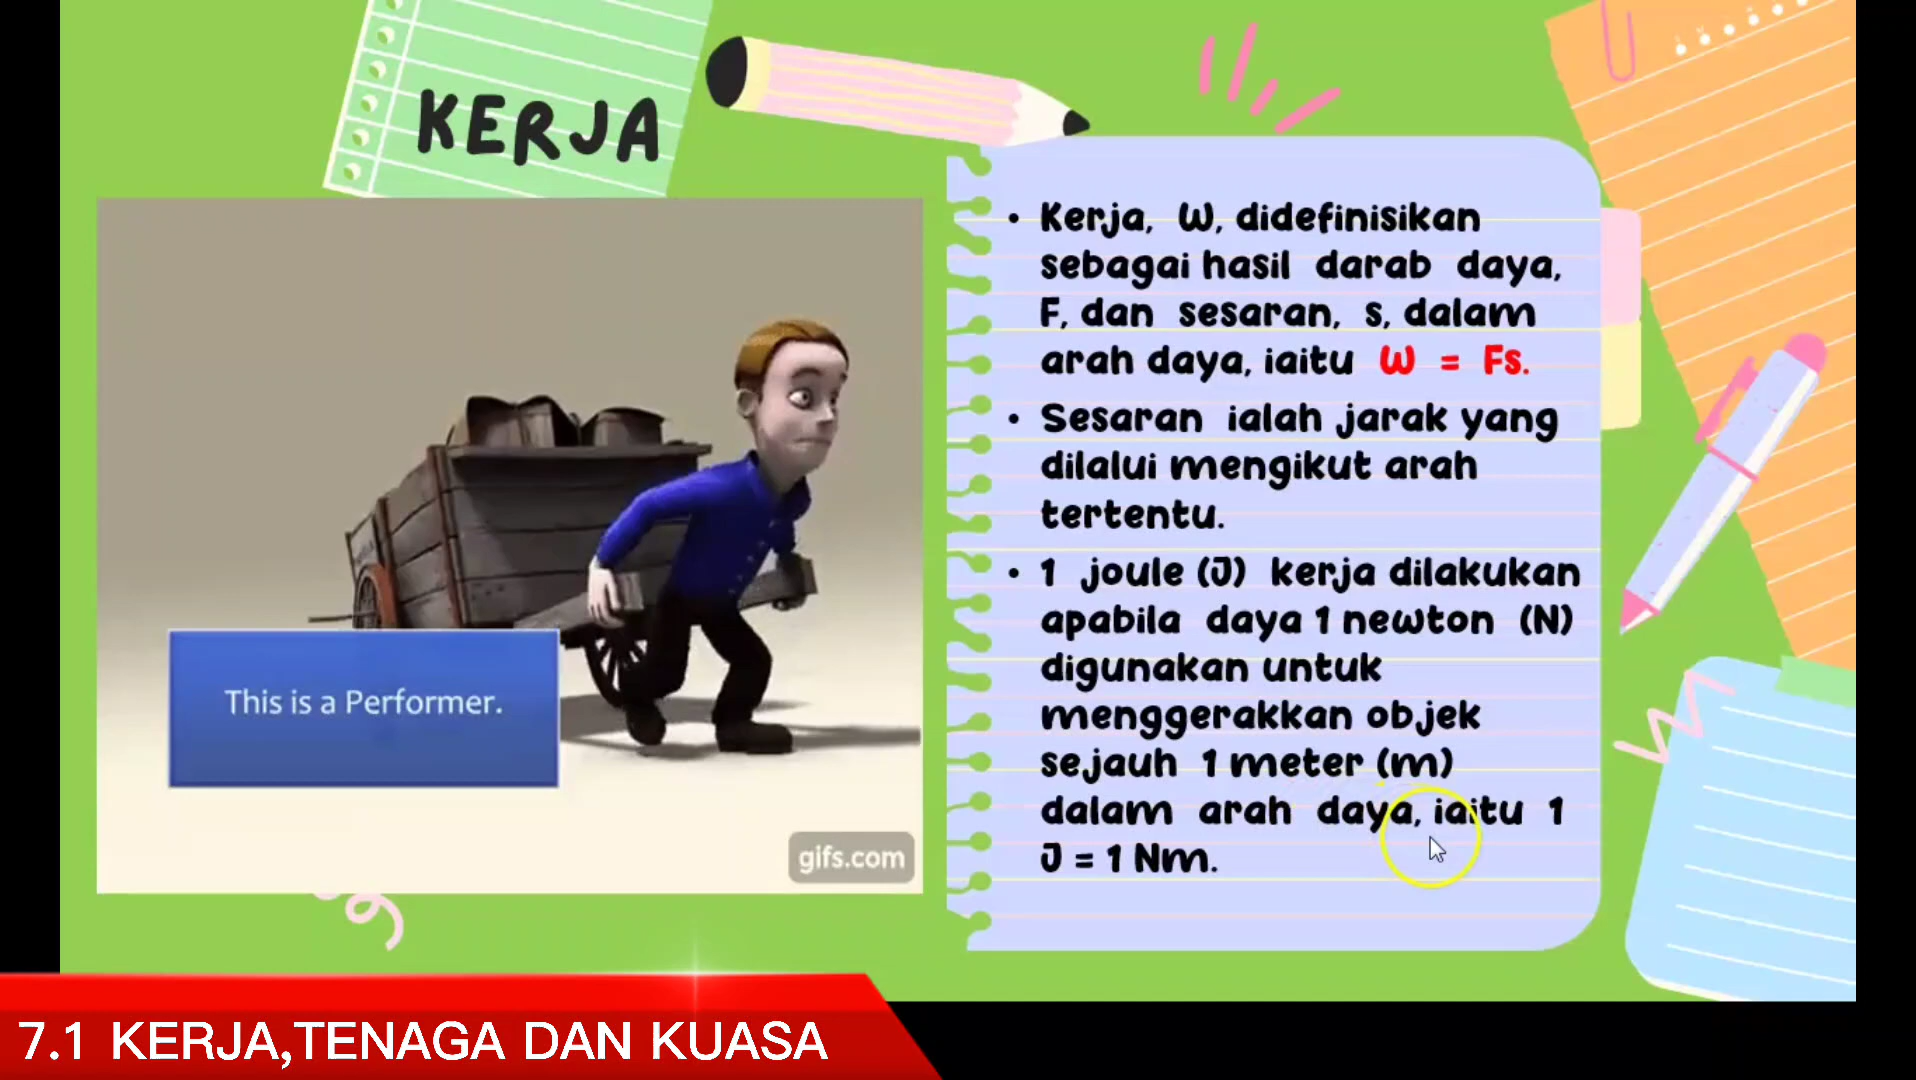 KERJA
• Kerja, W, didefinisikan
sebagai hasil darab daya,
F, dan sesaran, s, dalam
arah daya, iaitu W = Fs.
• Sesaran ialah jarak yang
dilalui mengikut arah
tertentu.
• 1 joule (J) kerja dilakukan
apabila daya 1 newton (N)
digunakan untuk
menggerakkan objek
sejauh 1 meter (m)
dalam arah daya, iaitu 1
J = 1 Nm.
This is a Performer.
gifs.com
7.1 KERJA,TENAGA DAN KUASA